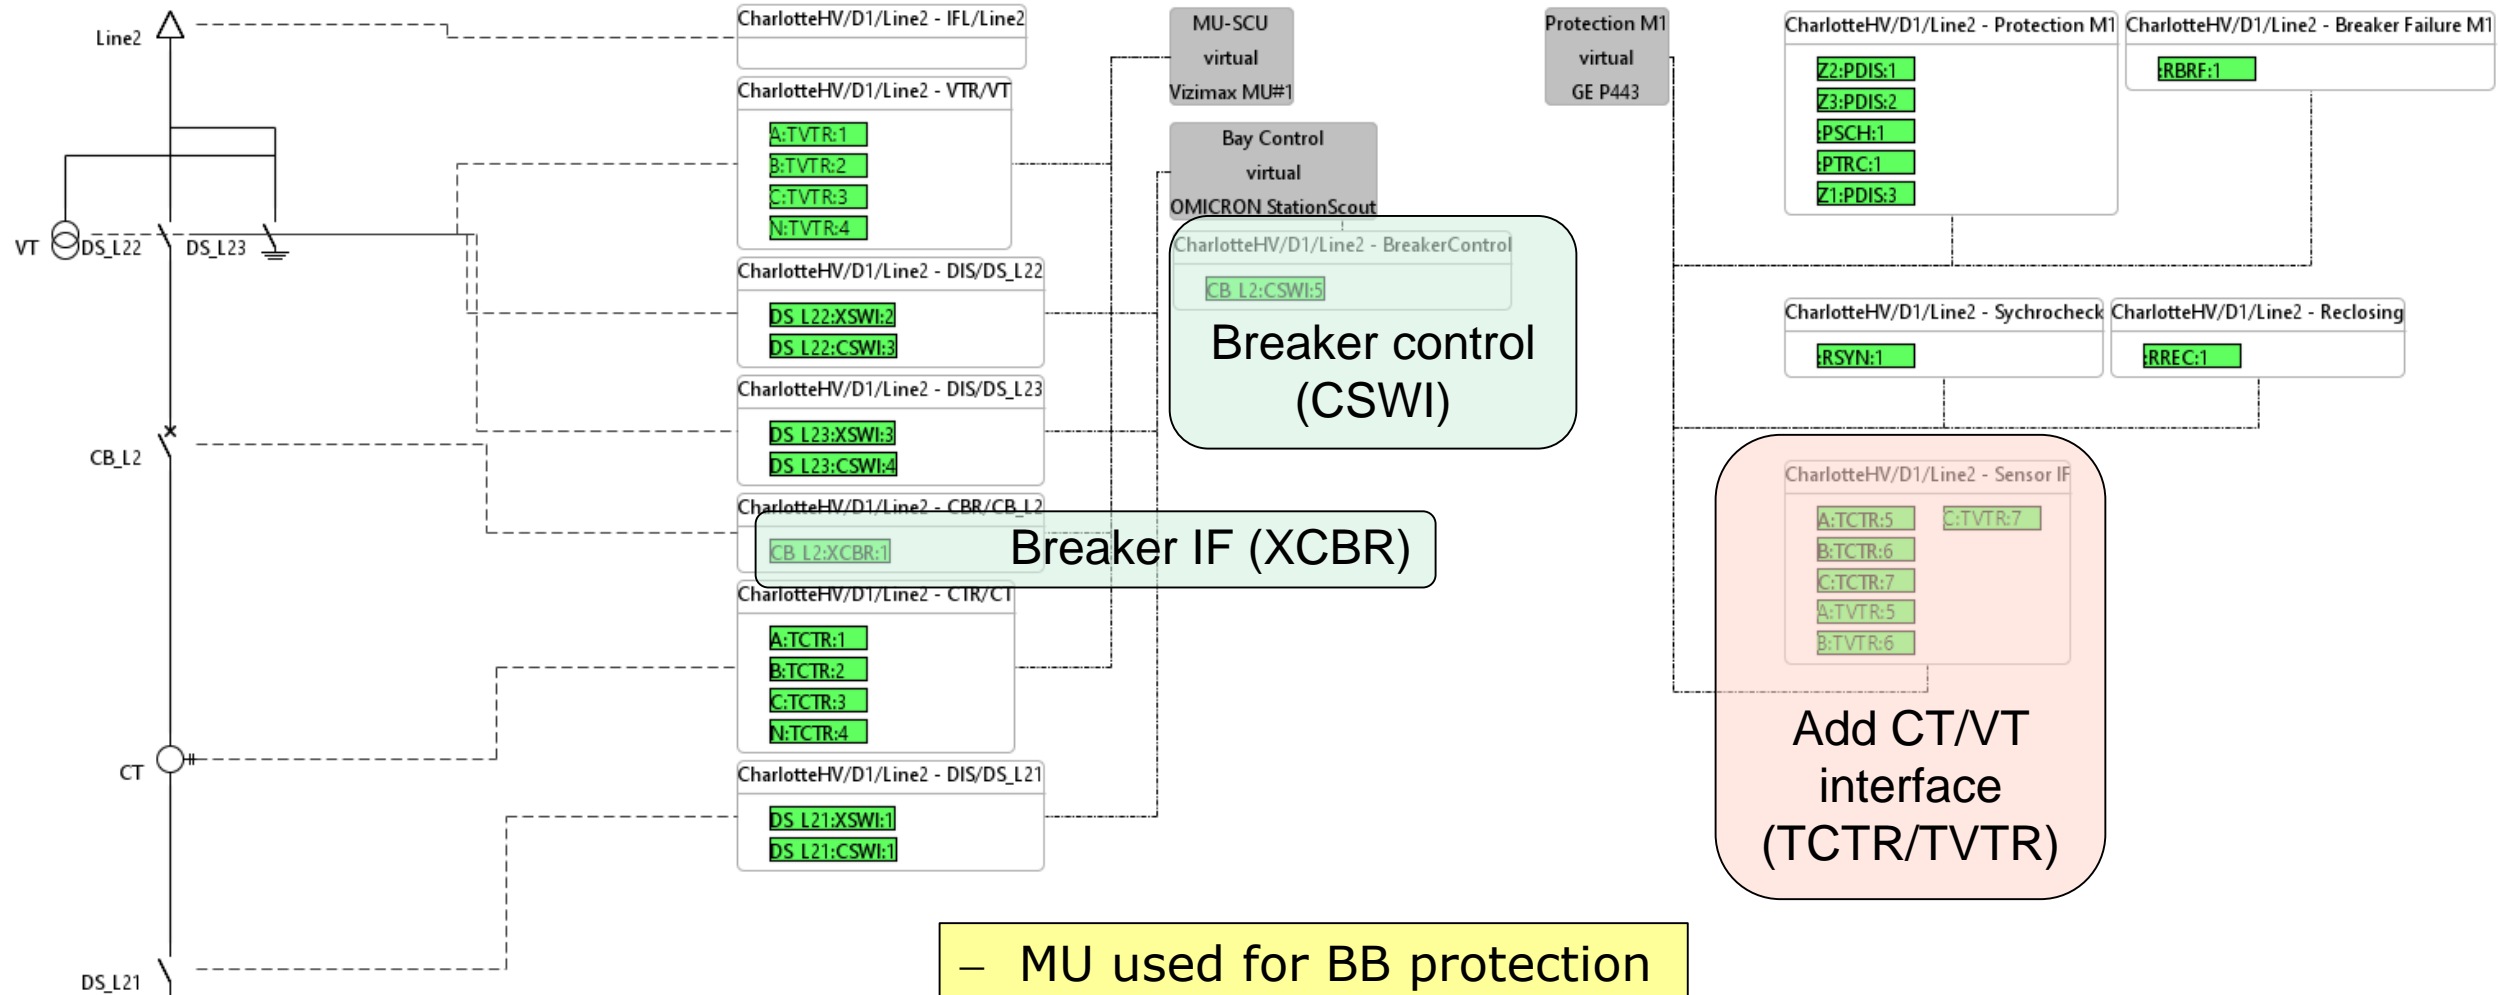 Line2
VT
DS_L22
DS_L23
CB_L2
CT
DS_L21
CharlotteHV/D1/Line2 - IFL/Line2
CharlotteHV/D1/Line2 - VTR/VT
A:TVTR:1
B:TVTR:2
C:TVTR:3
N:TVTR:4
CharlotteHV/D1/Line2 - DIS/DS_L22
DS_L22:XSWI:2
DS_L22:CSWI:3
CharlotteHV/D1/Line2 - DIS/DS_L23
DS_L23:XSWI:3
DS_L23:CSWI:4
CharlotteHV/D1/Line2 - CBR/CB_L2
CB_L2:XCBR:1
Breaker IF (XCBR)
CharlotteHV/D1/Line2 - CTR/CT
A:TCTR:1
B:TCTR:2
C:TCTR:3
N:TCTR:4
CharlotteHV/D1/Line2 - DIS/DS_L21
DS_L21:XSWI:1
DS_L21:CSWI:1
MU-SCU
virtual
Vizimax MU#1
Bay Control
virtual
OMICRON StationScout
CharlotteHV/D1/Line2 - BreakerControl
CB_L2:CSWI:5
Breaker control
(CSWI)
Protection M1
virtual
GE P443
CharlotteHV/D1/Line2 - Protection M1
Z2:PDIS:1
Z3:PDIS:2
:PSCH:1
:PTRC:1
Z1:PDIS:3
CharlotteHV/D1/Line2 - Breaker Failure M1
:RBRF:1
CharlotteHV/D1/Line2 - Sychrocheck
:RSYN:1
CharlotteHV/D1/Line2 - Reclosing
:RREC:1
CharlotteHV/D1/Line2 - Sensor IF
A:TCTR:5
B:TCTR:6
C:TCTR:7
A:TVTR:5
B:TVTR:6
C:TVTR:7
Add CT/VT
interface
(TCTR/TVTR)
– MU used for BB protection